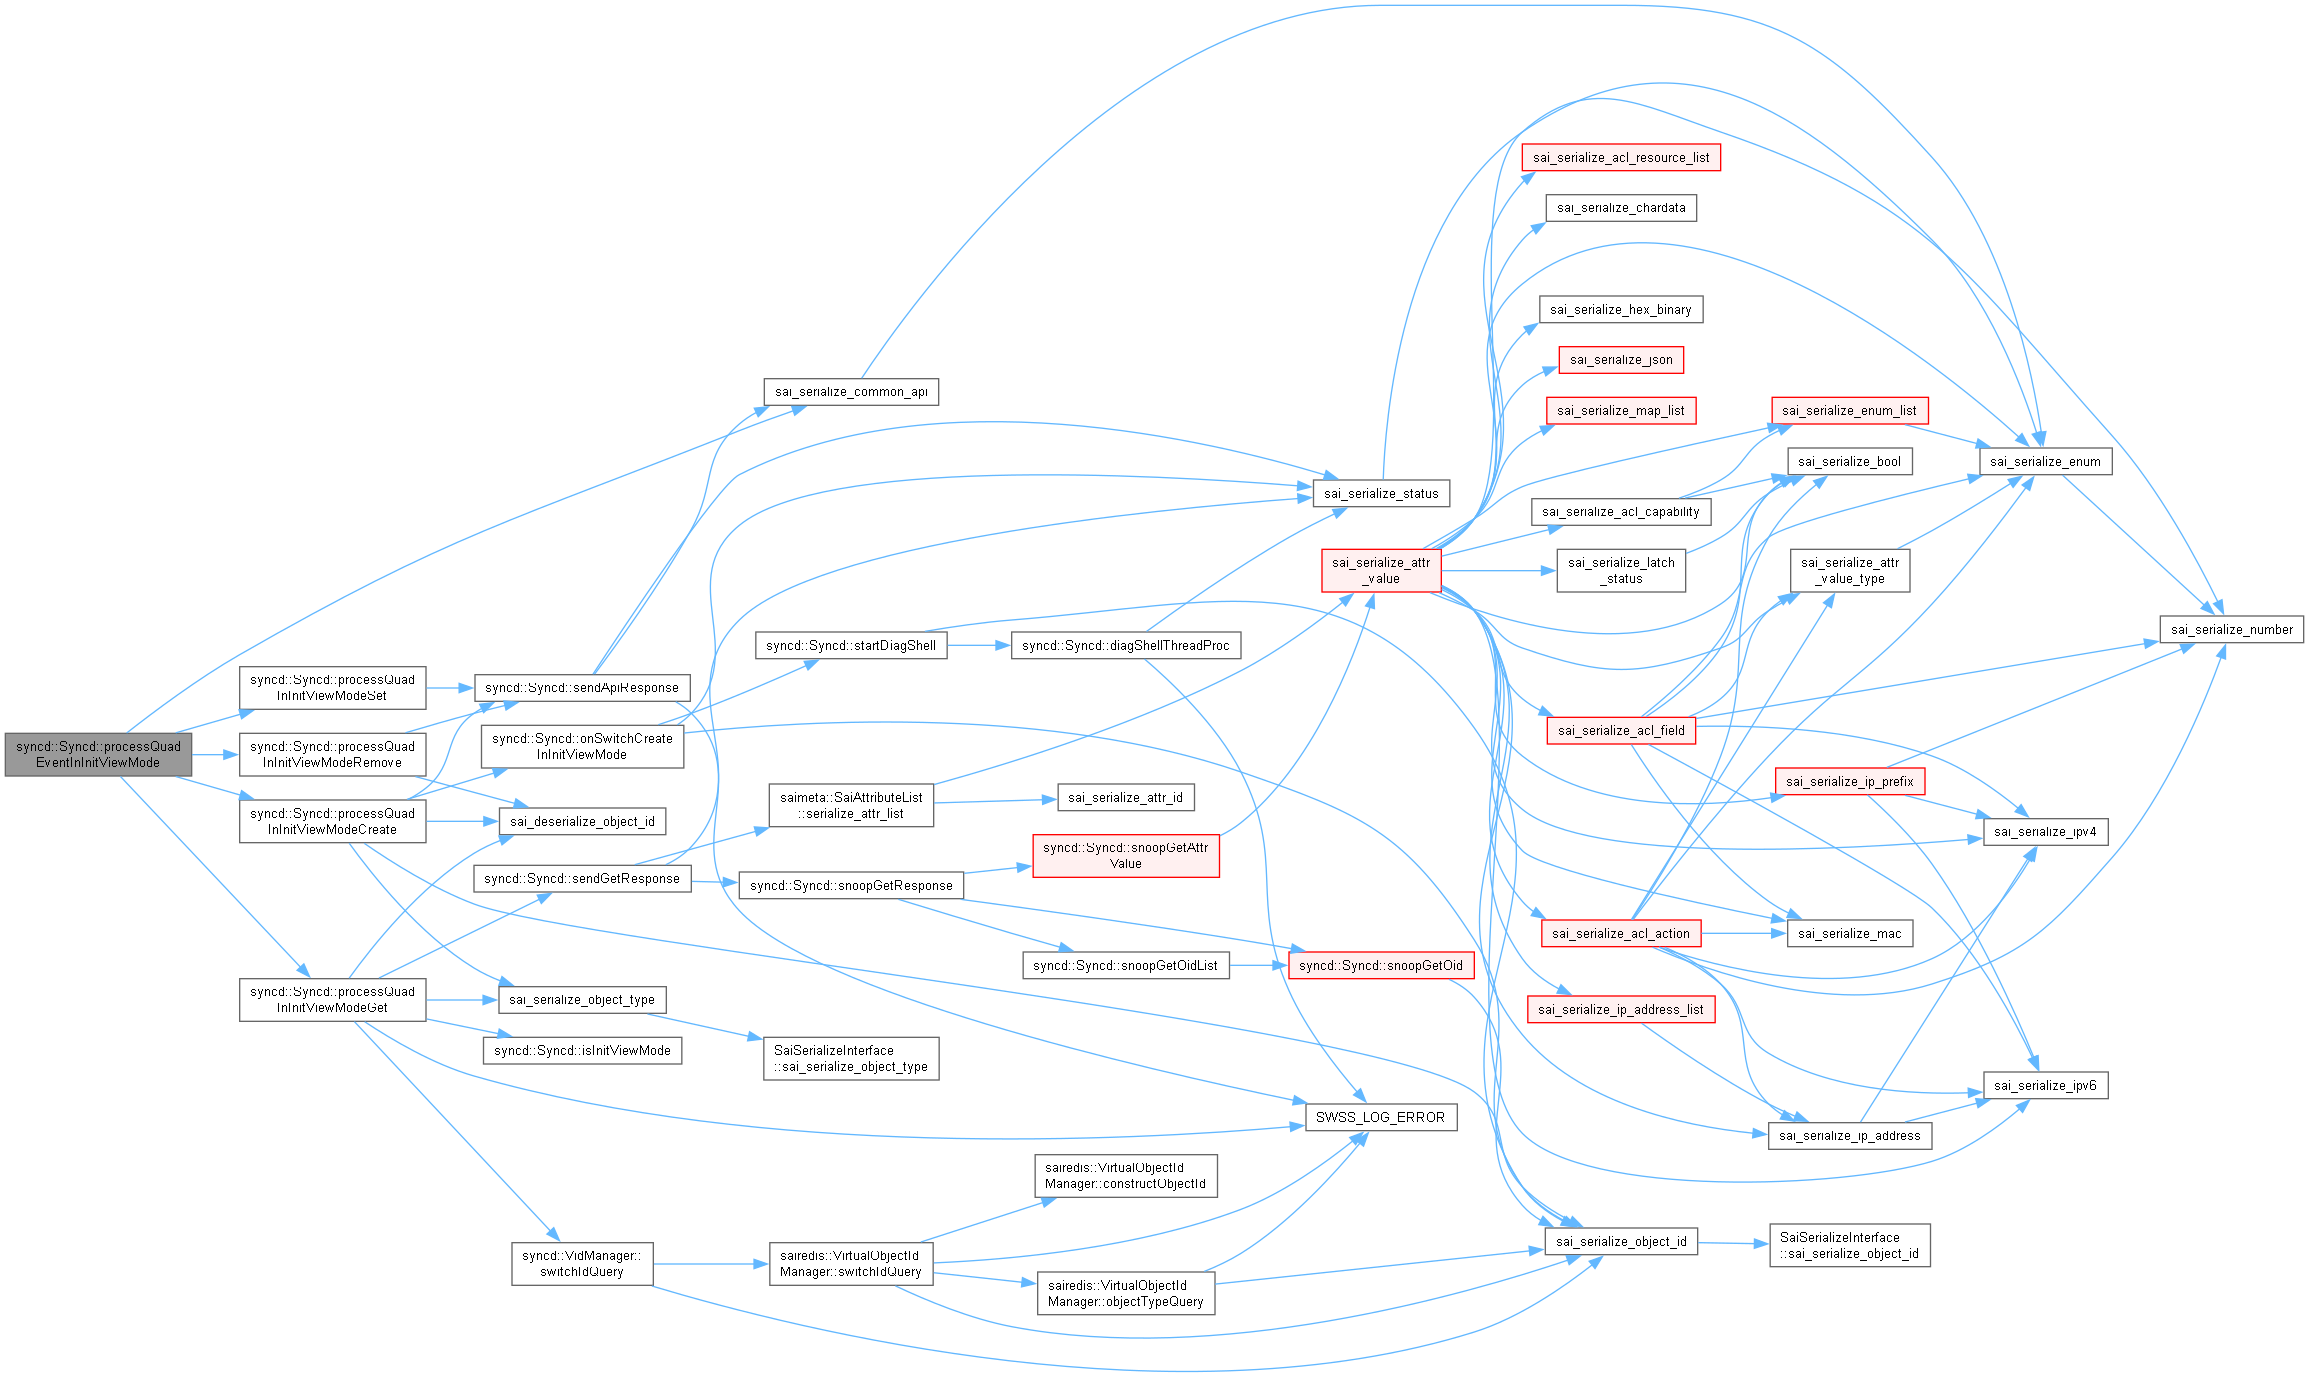 syncd::Syncd::processQuad
EventInInitViewMode
syncd::Syncd::processQuad
InInitViewModeSet
syncd::Syncd::processQuad
InInitViewModeRemove
syncd::Syncd::processQuad
InInitViewModeCreate
syncd::Syncd::processQuad
InInitViewModeGet
syncd::Syncd::sendApiResponse
syncd::Syncd::onSwitchCreate
InInitViewMode
sai_deserialize_object_id
syncd::Syncd::sendGetResponse
sai_serialize_object_type
syncd::Syncd::isInitViewMode
syncd::VidManager::
switchIdQuery
sai_serialize_common_api
syncd::Syncd::startDiagShell
saimeta::SaiAttributeList
::serialize_attr_list
syncd::Syncd::snoopGetResponse
SaiSerializeInterface
::sai_serialize_object_type
sairedis::VirtualObjectId
Manager::switchIdQuery
syncd::Syncd::diagShellThreadProc
sai_serialize_attr_id
syncd::Syncd::snoopGetAttr
Value
syncd::Syncd::snoopGetOidList
sairedis::VirtualObjectId
Manager::constructObjectId
sairedis::VirtualObjectId
Manager::objectTypeQuery
sai_serialize_status
sai_serialize_attr
_value
syncd::Syncd::snoopGetOid
SWSS_LOG_ERROR
sai_serialize_acl_resource_list
sai_serialize_chardata
sai_serialize_hex_binary
sai_serialize_json
sai_serialize_map_list
sai_serialize_acl_capability
sai_serialize_latch
_status
sai_serialize_acl_field
sai_serialize_acl_action
sai_serialize_ip_address_list
sai_serialize_object_id
sai_serialize_enum_list
sai_serialize_bool
sai_serialize_attr
_value_type
sai_serialize_ip_prefix
sai_serialize_mac
sai_serialize_ip_address
SaiSerializeInterface
::sai_serialize_object_id
sai_serialize_enum
sai_serialize_ipv4
sai_serialize_ipv6
sai_serialize_number